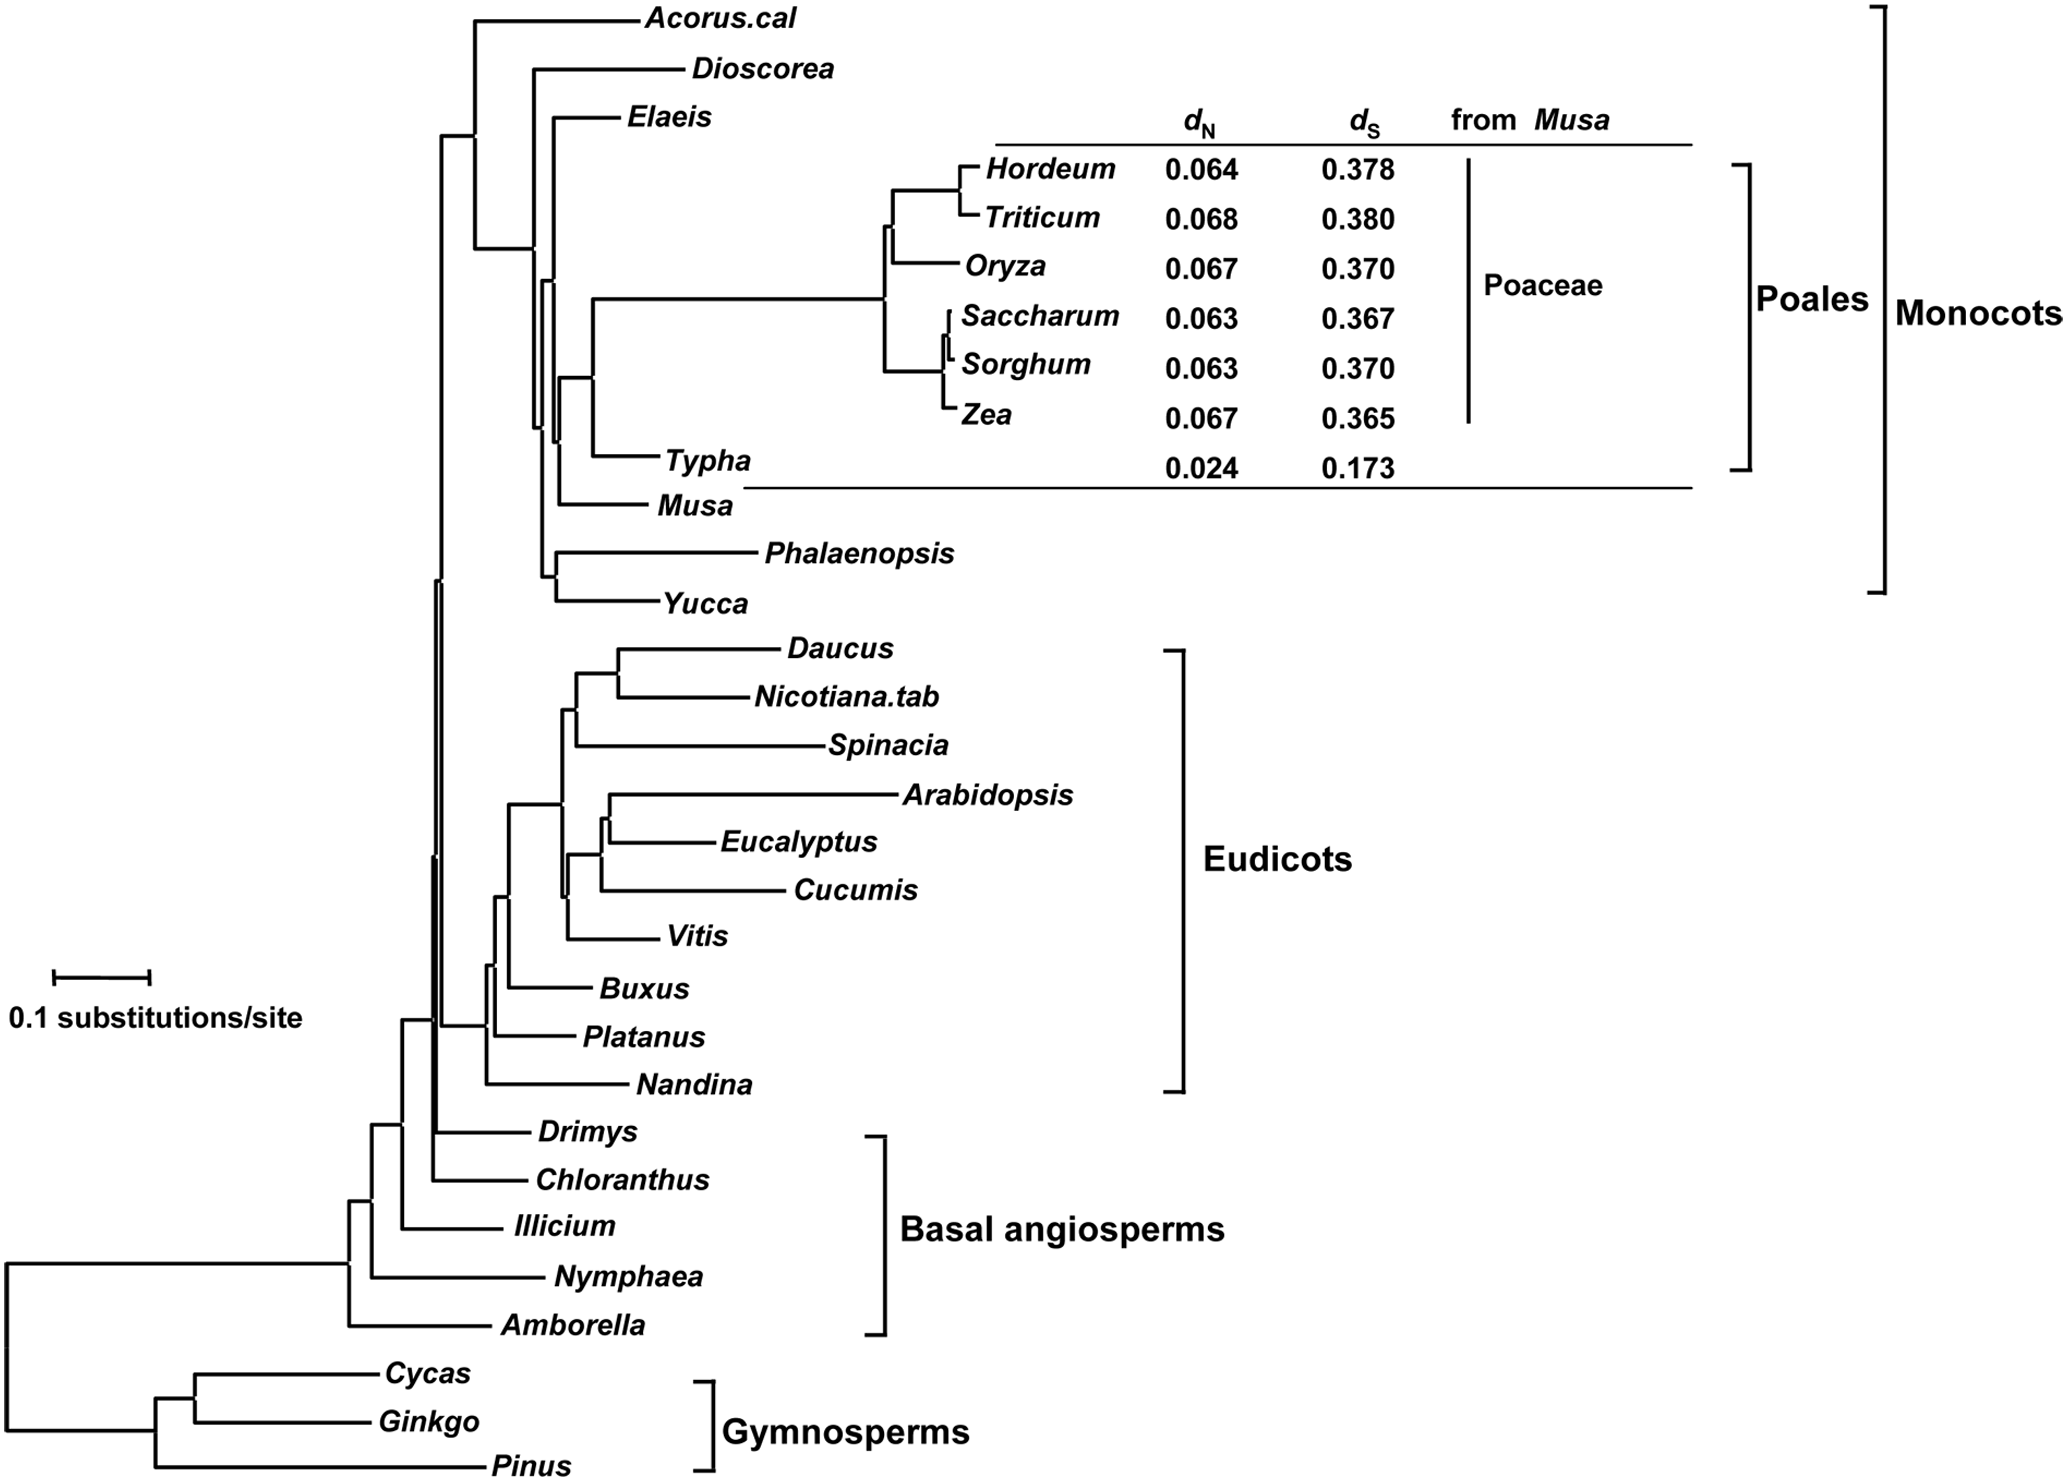 Acorus.cal
Dioscorea
Elaeis
dN dS from Musa
Hordeum 0.064 0.378
Triticum 0.068 0.380
Oryza 0.067 0.370
Poaceae
Poales
Monocots
Saccharum 0.063 0.367
Sorghum 0.063 0.370
Zea 0.067 0.365
Typha 0.024 0.173
Musa
Phalaenopsis
Yucca
Daucus
Nicotiana.tab
Spinacia
Arabidopsis
Eucalyptus
Eudicots
Cucumis
Vitis
Buxus
0.1 substitutions/site
Platanus
Nandina
Drimys
Chloranthus
Illicium
Basal angiosperms
Nymphaea
Amborella
Cycas
Ginkgo
Gymnosperms
Pinus